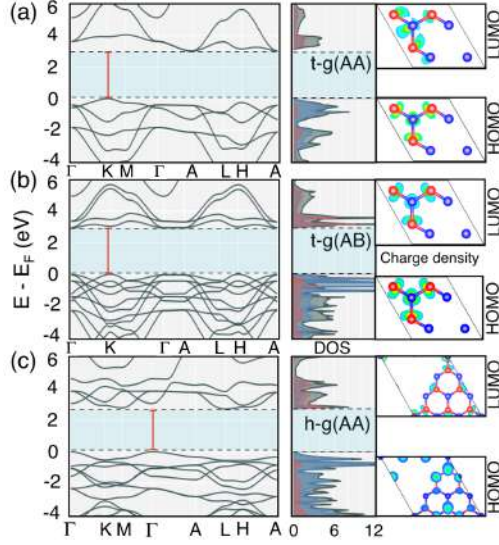 (a)
6
4
2
0
-2
-4
Γ K M Γ A L H A
t-g(AA)
LUMO
HOMO
(b)
E - E_F (eV)
6
4
2
0
-2
-4
Γ K Γ A L H A
t-g(AB)
LUMO
Charge density
HOMO
DOS
(c)
6
4
2
0
-2
-4
Γ K M Γ A L H A
h-g(AA)
LUMO
HOMO
0 6 12